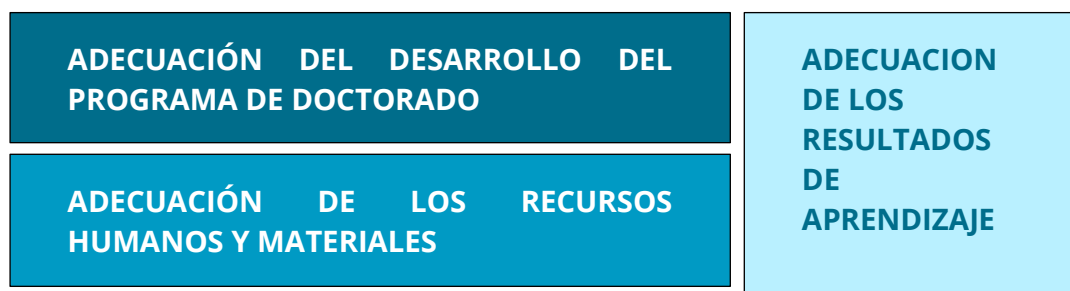 ADECUACIÓN DEL DESARROLLO DEL
PROGRAMA DE DOCTORADO
ADECUACIÓN DE LOS RECURSOS
HUMANOS Y MATERIALES
ADECUACION
DE LOS
RESULTADOS
DE
APRENDIZAJE